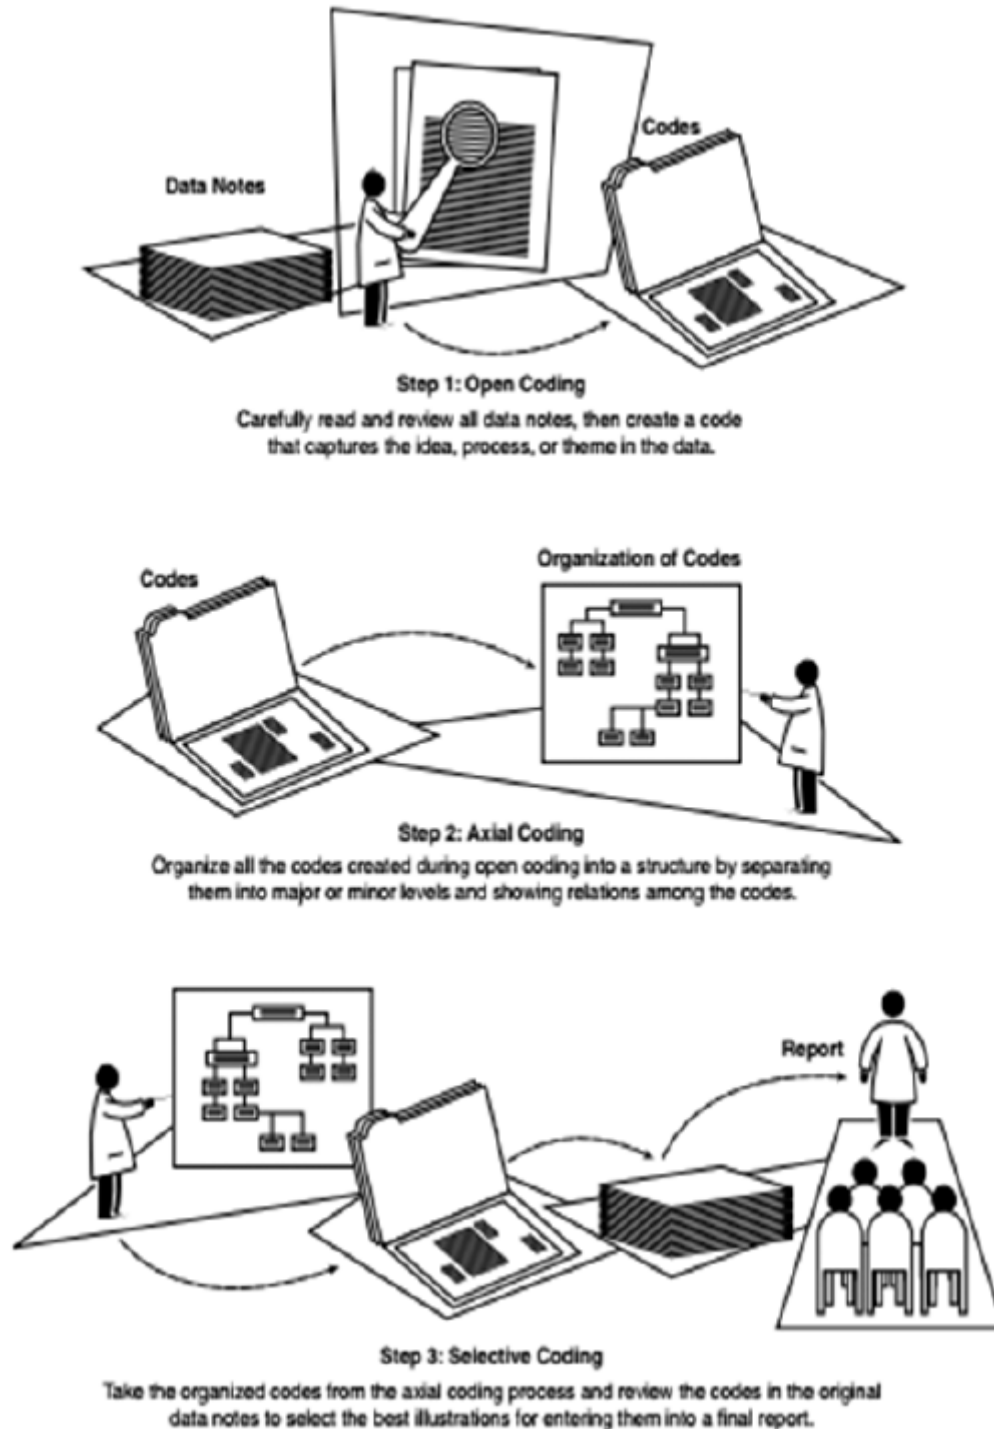 Data Notes
Codes
Step 1: Open Coding
Carefully read and review all data notes, then create a code
that captures the idea, process, or theme in the data.
Codes
Organization of Codes
Step 2: Axial Coding
Organize all the codes created during open coding into a structure by separating
them into major or minor levels and showing relations among the codes.
Report
Step 3: Selective Coding
Take the organized codes from the axial coding process and review the codes in the original
data notes to select the best illustrations for entering them into a final report.